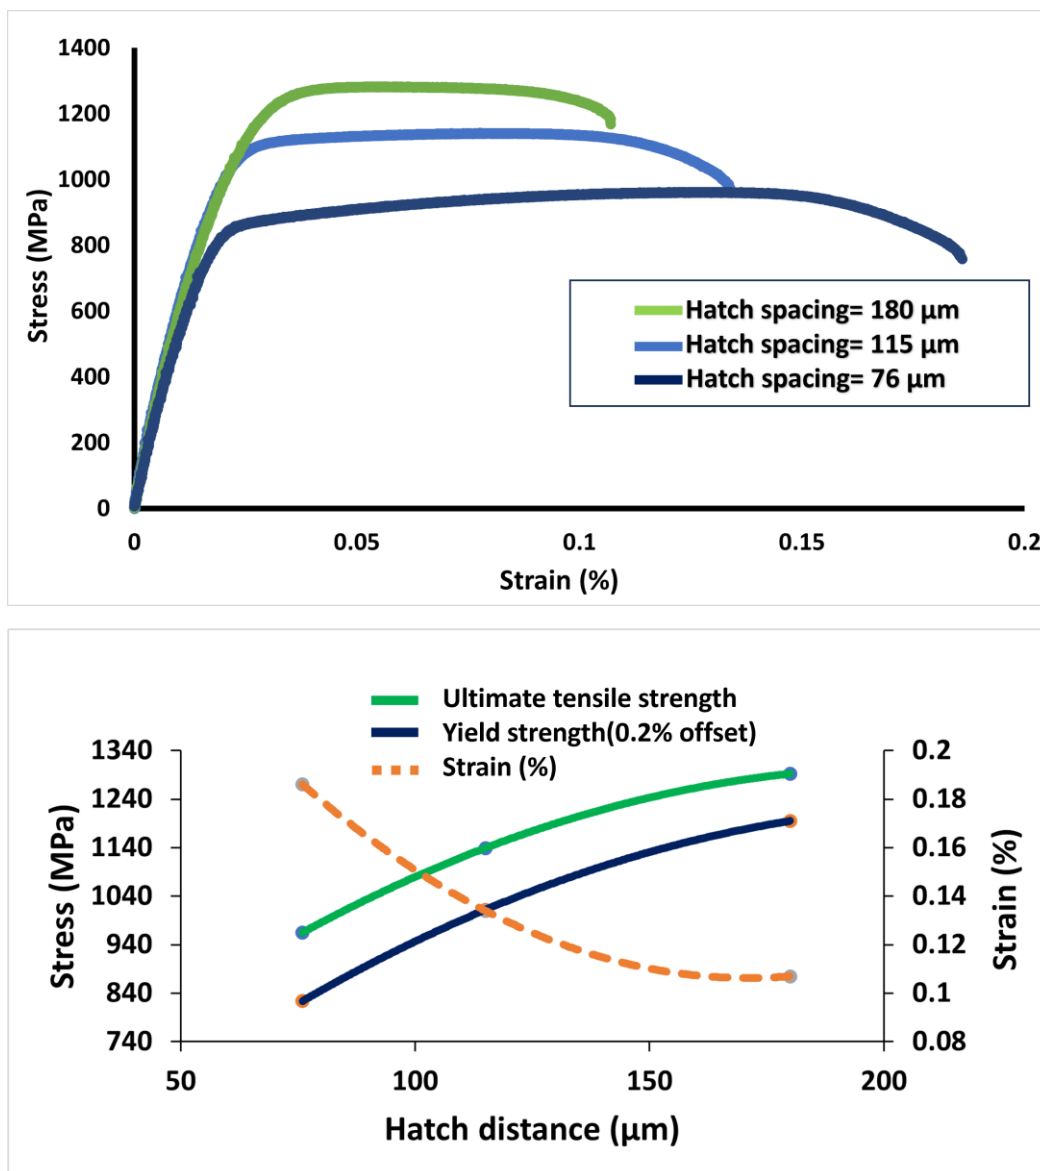 1400
1200
1000
800
600
400
200
0
Stress (MPa)
0 0.05 0.1 0.15 0.2
Strain (%)
Hatch spacing= 180 μm
Hatch spacing= 115 μm
Hatch spacing= 76 μm
Ultimate tensile strength
Yield strength(0.2% offset)
Strain (%)
1340
1240
1140
1040
940
840
740
Stress (MPa)
0.2
0.18
0.16
0.14
0.12
0.1
0.08
Strain (%)
50 100 150 200
Hatch distance (μm)